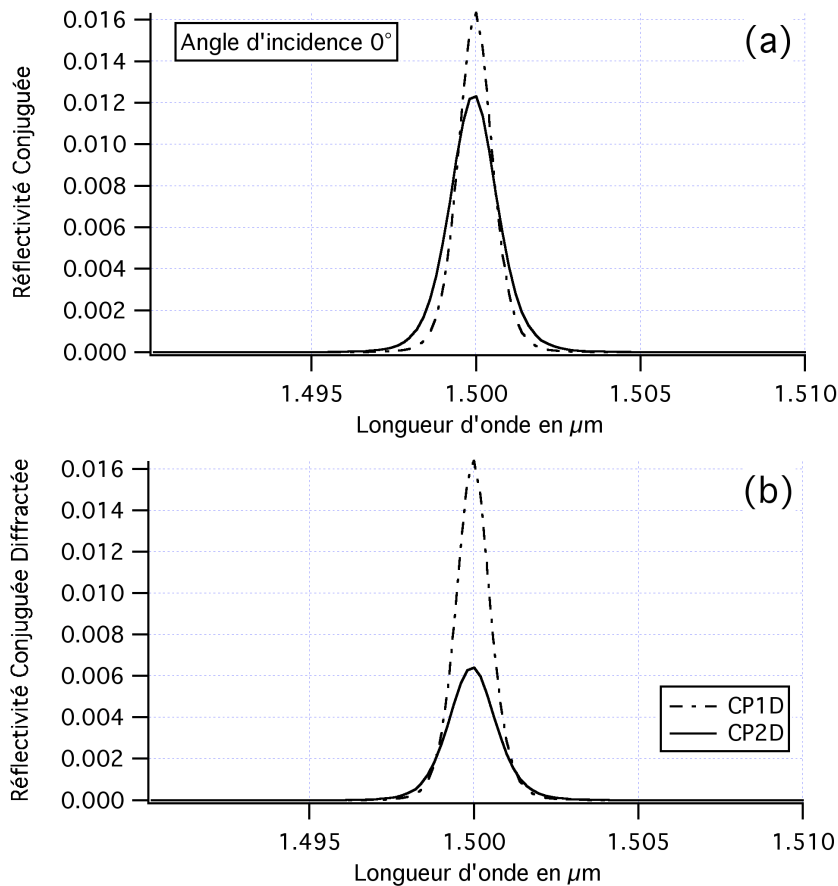 (a)
Angle d'incidence 0°
Réflectivité Conjuguée
0.016
0.014
0.012
0.010
0.008
0.006
0.004
0.002
0.000
1.495 1.500 1.505 1.510
Longueur d'onde en µm
(b)
Réflectivité Conjuguée Diffractée
0.016
0.014
0.012
0.010
0.008
0.006
0.004
0.002
0.000
CP1D
CP2D
1.495 1.500 1.505 1.510
Longueur d'onde en µm